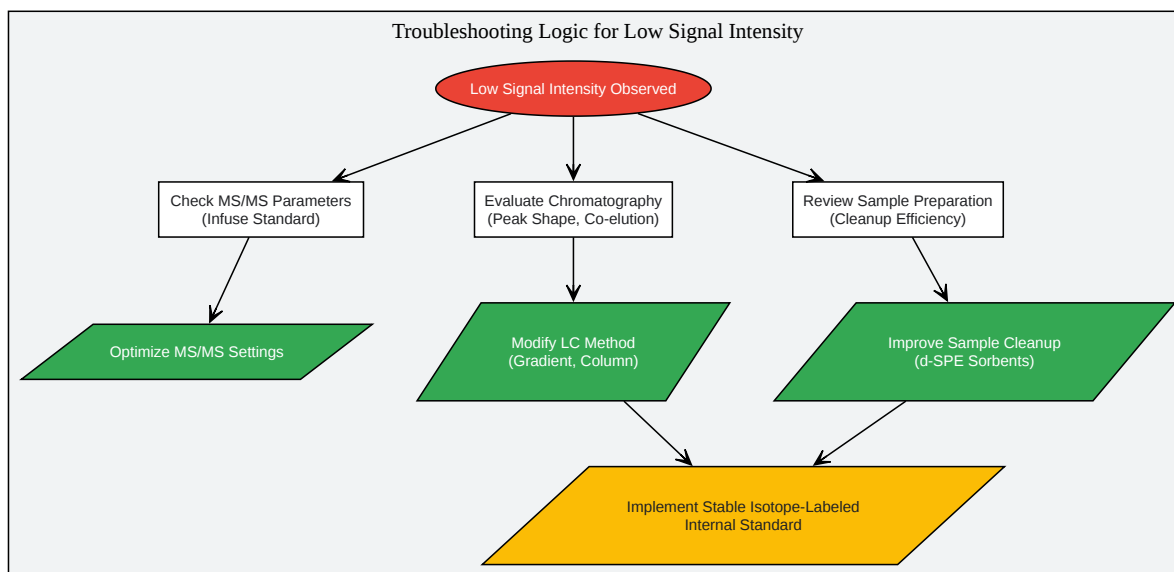 Troubleshooting Logic for Low Signal Intensity
Low Signal Intensity Observed
Check MS/MS Parameters
(Infuse Standard)
Evaluate Chromatography
(Peak Shape, Co-elution)
Review Sample Preparation
(Cleanup Efficiency)
Optimize MS/MS Settings
Modify LC Method
(Gradient, Column)
Improve Sample Cleanup
(d-SPE Sorbents)
Implement Stable Isotope-Labeled
Internal Standard